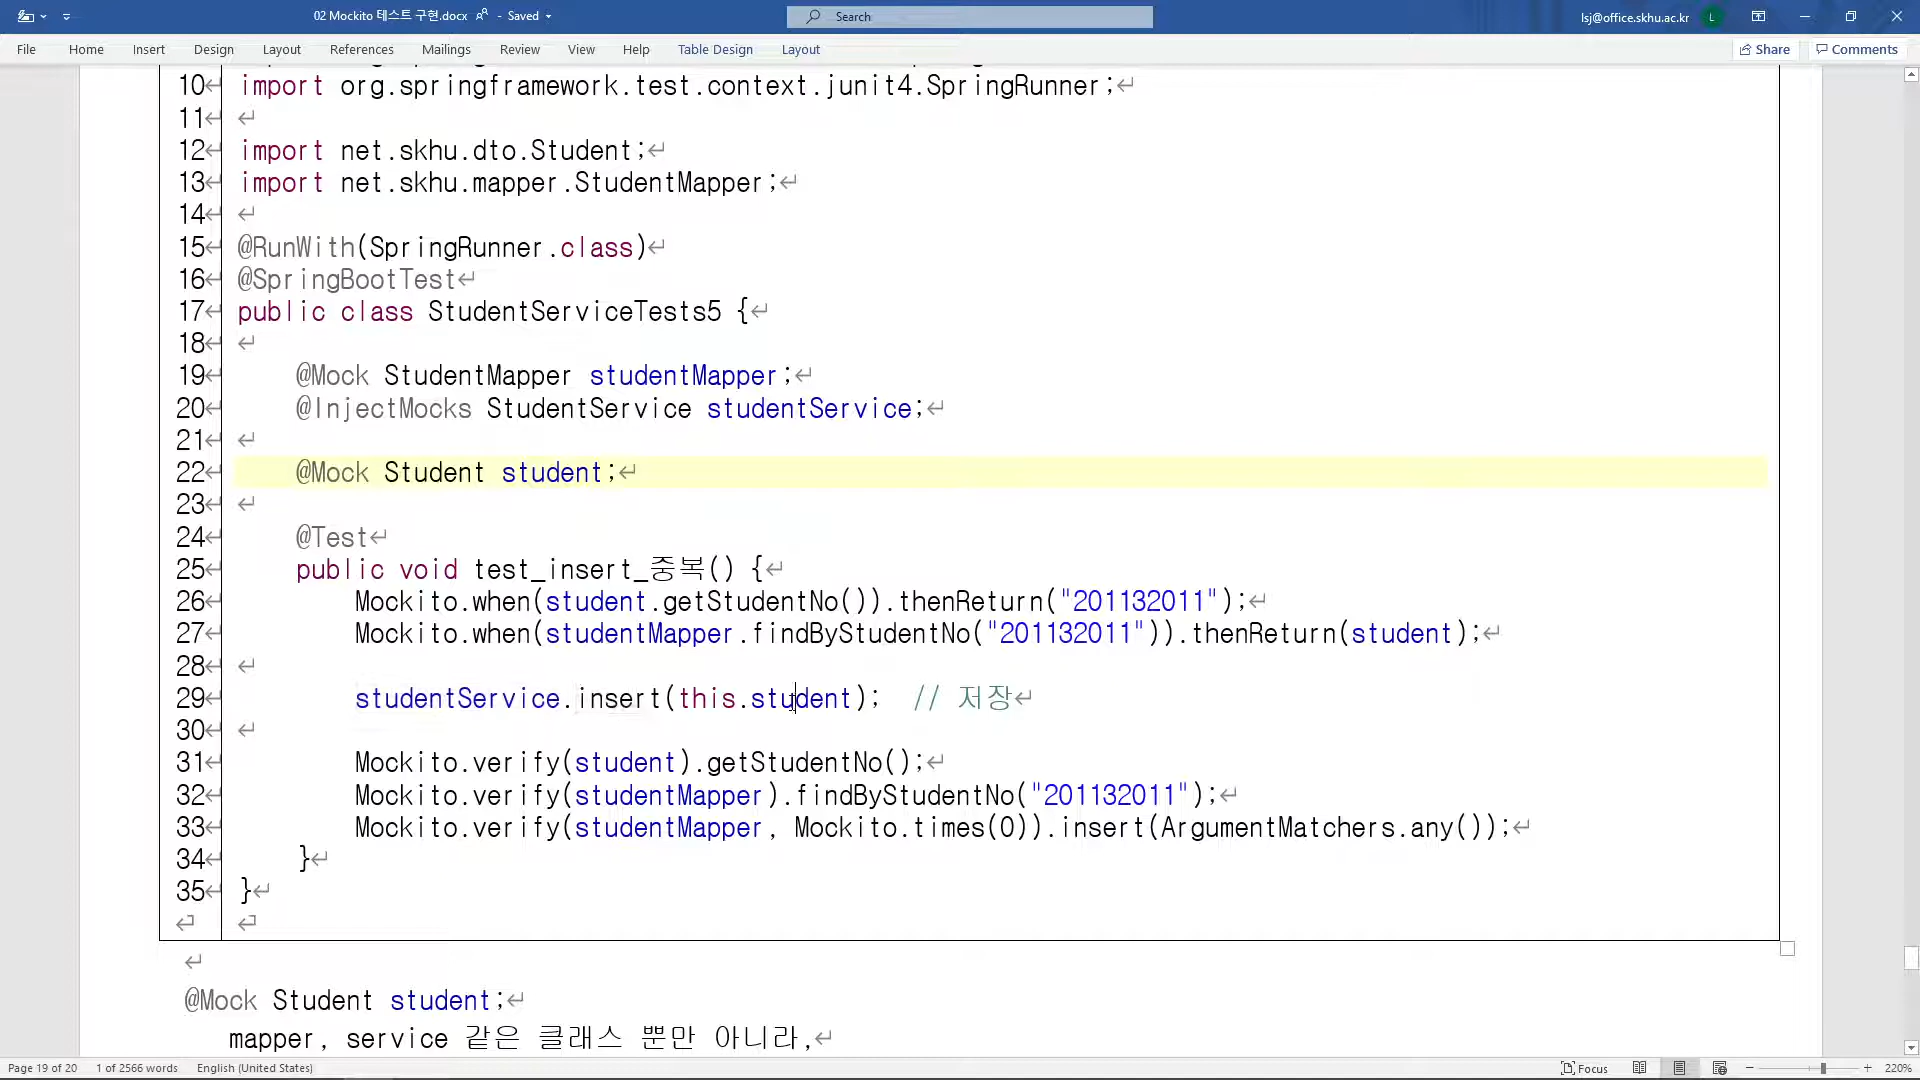 02 Mockito 테스트 구현.docx - Saved
Search
lsj@office.skhu.ac.kr L
File Home Insert Design Layout References Mailings Review View Help Table Design Layout Share Comments
10 import org.springframework.test.context.junit4.SpringRunner;
11
12 import net.skhu.dto.Student;
13 import net.skhu.mapper.StudentMapper;
14
15 @RunWith(SpringRunner.class)
16 @SpringBootTest
17 public class StudentServiceTests5 {
18
19 @Mock StudentMapper studentMapper;
20 @InjectMocks StudentService studentService;
21
22 @Mock Student student;
23
24 @Test
25 public void test_insert_중복() {
26 Mockito.when(student.getStudentNo()).thenReturn("201132011");
27 Mockito.when(studentMapper.findByStudentNo("201132011")).thenReturn(student);
28
29 studentService.insert(this.student); // 저장
30
31 Mockito.verify(student).getStudentNo();
32 Mockito.verify(studentMapper).findByStudentNo("201132011");
33 Mockito.verify(studentMapper, Mockito.times(0)).insert(ArgumentMatchers.any());
34 }
35 }
@Mock Student student;
mapper, service 같은 클래스 뿐만 아니라,
Page 19 of 20 1 of 2566 words English (United States) Focus 220%